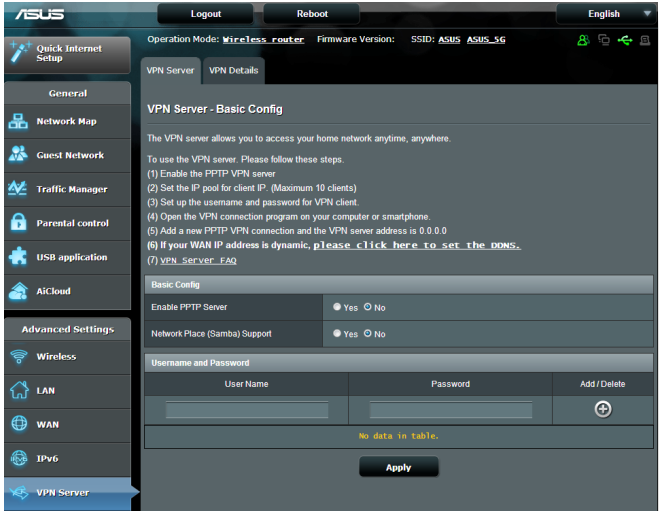 ASUS
Logout
Reboot
English
Operation Mode: Wireless router Firmware Version: SSID: ASUS ASUS_5G
Quick Internet
Setup
General
Network Map
Guest Network
Traffic Manager
Parental control
USB application
AiCloud
Advanced Settings
Wireless
LAN
WAN
IPv6
VPN Server
VPN Server
VPN Details
VPN Server - Basic Config
The VPN server allows you to access your home network anytime, anywhere.
To use the VPN server. Please follow these steps.
(1) Enable the PPTP VPN server
(2) Set the IP pool for client IP. (Maximum 10 clients)
(3) Set up the username and password for VPN client.
(4) Open the VPN connection program on your computer or smartphone.
(5) Add a new PPTP VPN connection and the VPN server address is 0.0.0.0
(6) If your WAN IP address is dynamic, please click here to set the DDNS.
(7) VPN Server FAQ
Basic Config
Enable PPTP Server Yes No
Network Place (Samba) Support Yes No
Username and Password
User Name Password Add / Delete
No data in table.
Apply